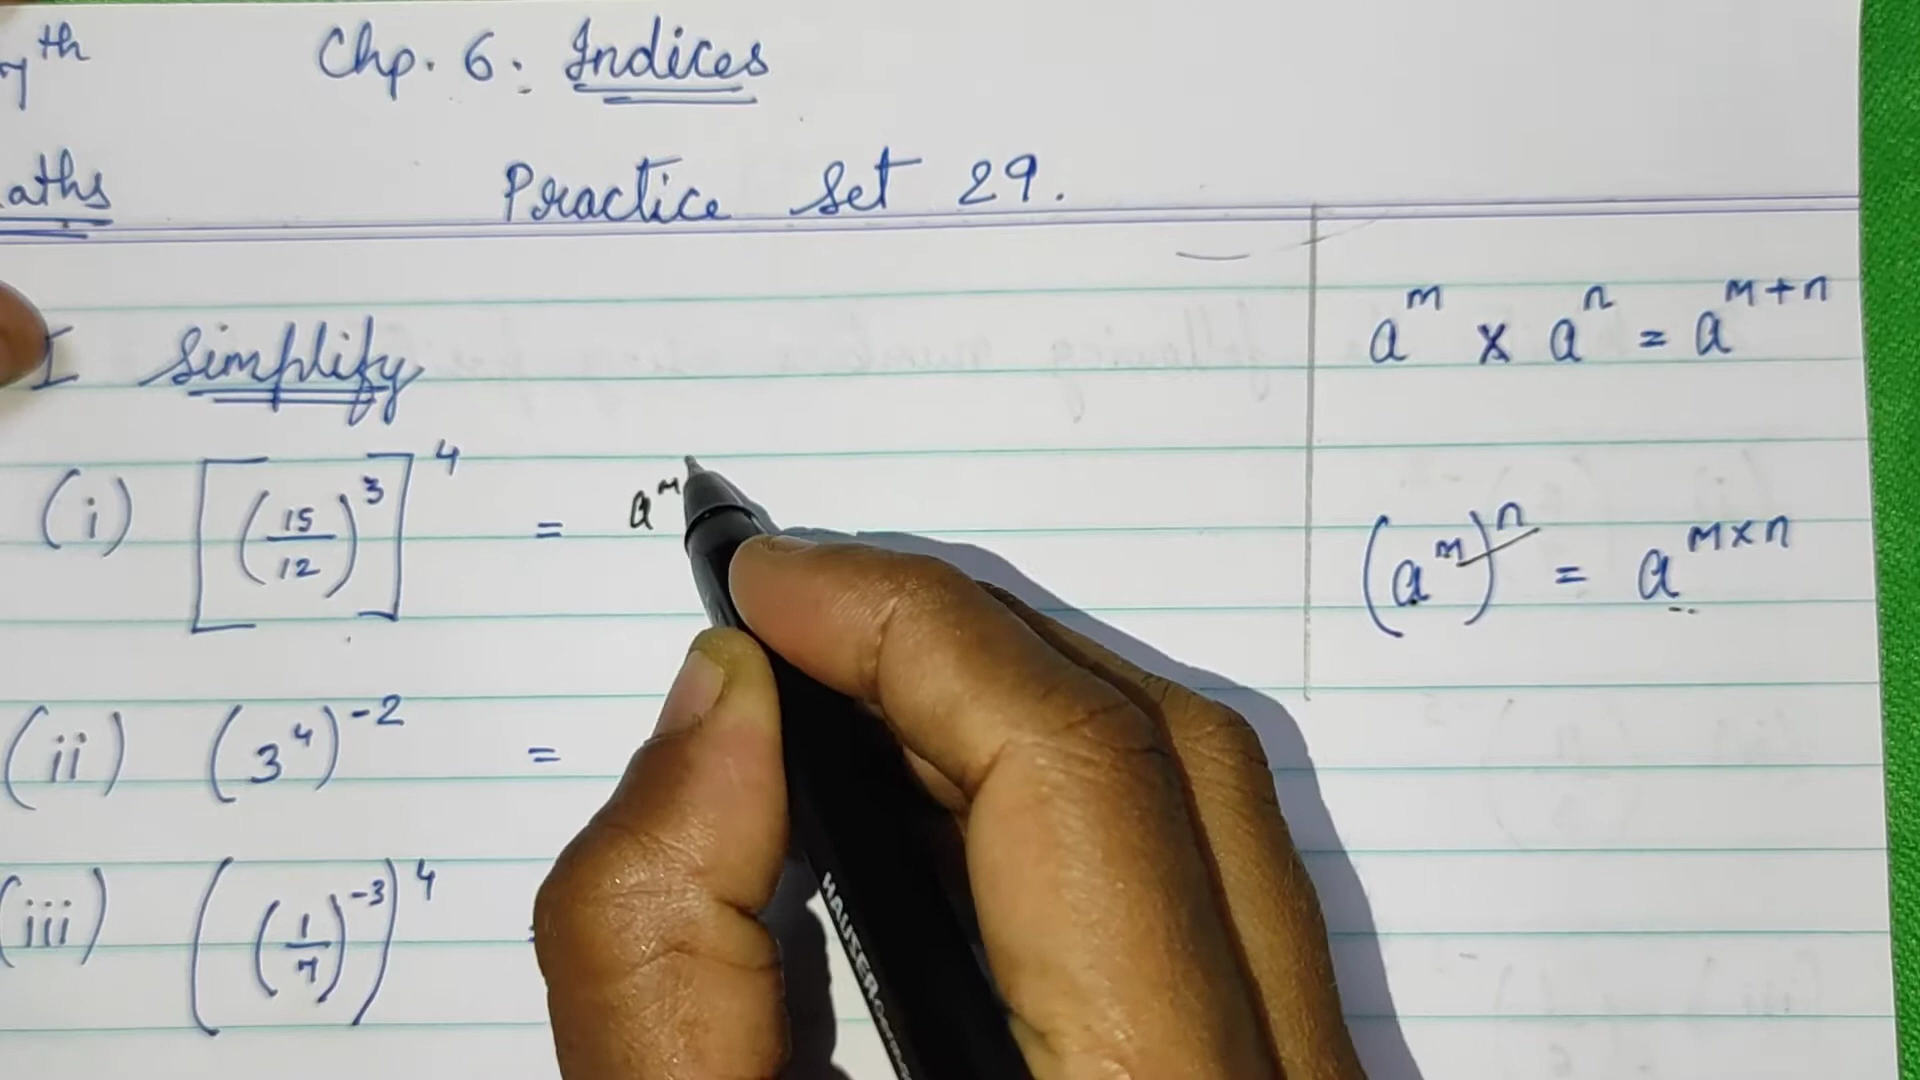 7th Chp. 6 : Indices
aths Practice Set 29.
I Simplify
(i) [(15/12)^3]^4 = a^m
(ii) (3^4)^-2 =
(iii) ((1/7)^-3)^4
a^m × a^n = a^m+n
(a^m)^n = a^m×n
HAUSER